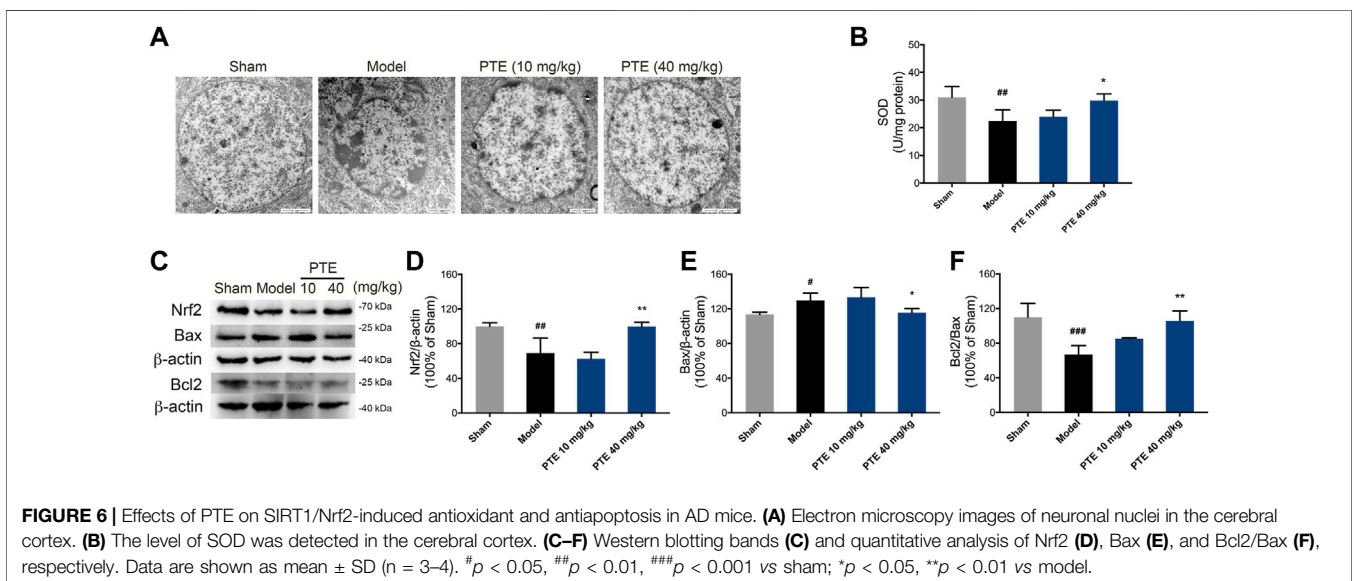 A
Sham
Model
PTE (10 mg/kg)
PTE (40 mg/kg)
B
50
40
30
20
10
0
SOD
(U/mg protein)
##
*
Sham
Model
PTE 10 mg/kg
PTE 40 mg/kg
C
PTE
Sham Model 10 40 (mg/kg)
Nrf2
-70 kDa
-25 kDa
Bax
β-actin
-40 kDa
Bcl2
-25 kDa
β-actin
-40 kDa
D
160
120
80
40
0
Nrf2/β-actin
(100% of Sham)
##
**
Sham
Model
PTE 10 mg/kg
PTE 40 mg/kg
E
160
120
80
40
0
Bax/β-actin
(100% of Sham)
#
*
Sham
Model
PTE 10 mg/kg
PTE 40 mg/kg
F
160
120
80
40
0
Bcl2/Bax
(100% of Sham)
###
**
Sham
Model
PTE 10 mg/kg
PTE 40 mg/kg
FIGURE 6 | Effects of PTE on SIRT1/Nrf2-induced antioxidant and antiapoptosis in AD mice. (A) Electron microscopy images of neuronal nuclei in the cerebral
cortex. (B) The level of SOD was detected in the cerebral cortex. (C–F) Western blotting bands (C) and quantitative analysis of Nrf2 (D), Bax (E), and Bcl2/Bax (F),
respectively. Data are shown as mean ± SD (n = 3–4). #p < 0.05, ##p < 0.01, ###p < 0.001 vs sham; *p < 0.05, **p < 0.01 vs model.